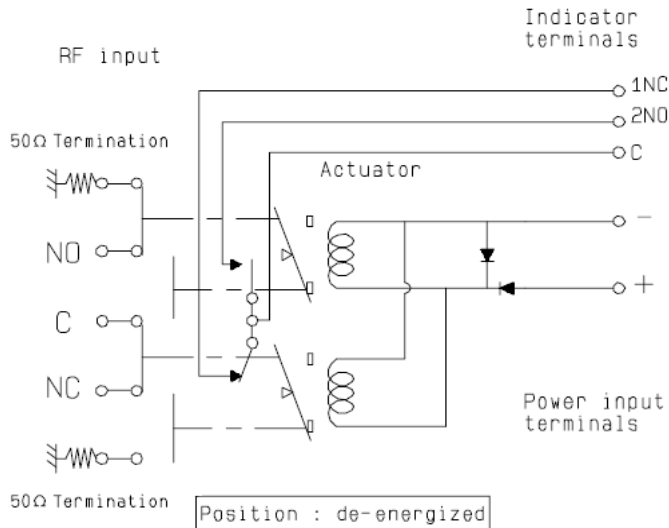 Indicator
terminals
RF input
1NC
2NO
50Ω Termination
C
Actuator
-
NO
+
C
NC
Power input
terminals
50Ω Termination
Position : de-energized